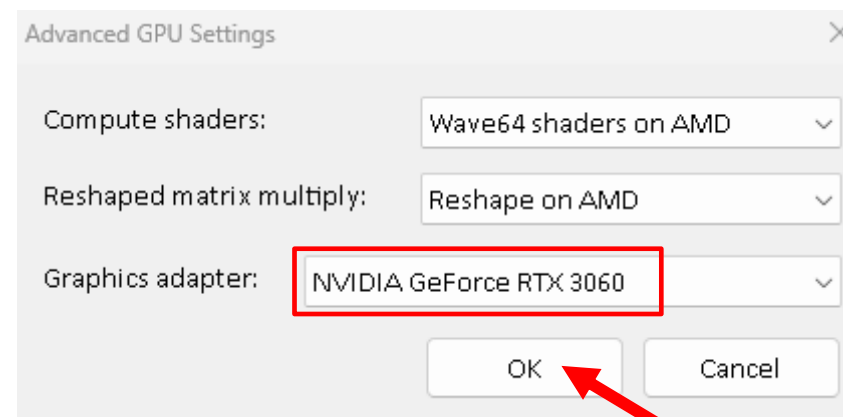 Advanced GPU Settings
Compute shaders: Wave64 shaders on AMD
Reshaped matrix multiply: Reshape on AMD
Graphics adapter: NVIDIA GeForce RTX 3060
OK Cancel